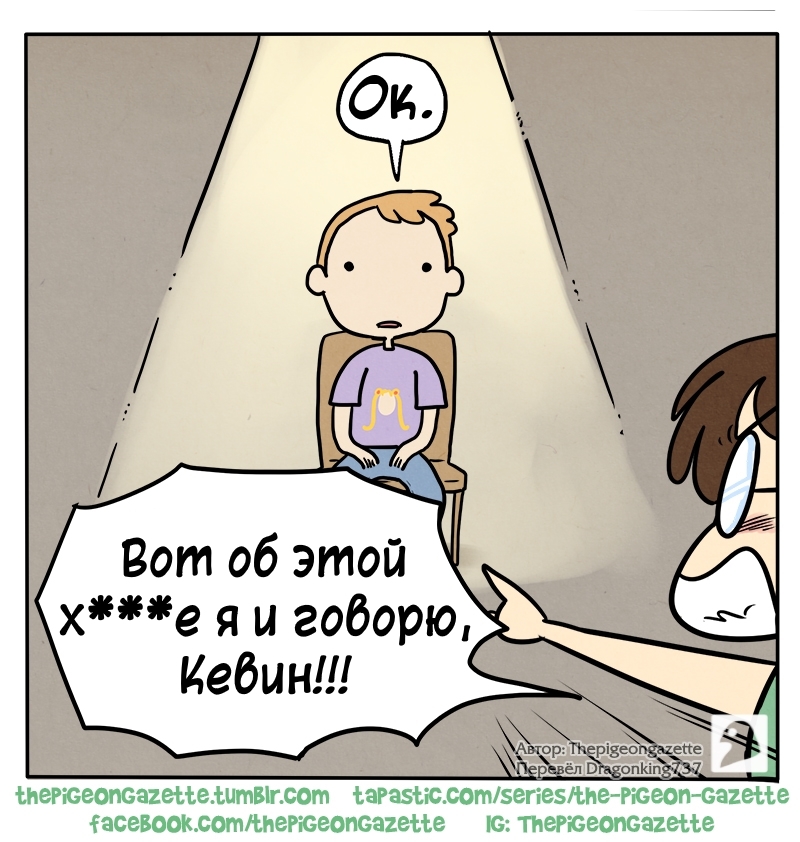 Ок.
Вот об этой
х***е я и говорю,
Кевин!!!
Автор: Thepigeongazette
Перевёл Dragonking737
thepigeongazette.tumblr.com tapastic.com/series/the-pigeon-gazette
facebook.com/thepigeongazette IG: Thepigeongazette